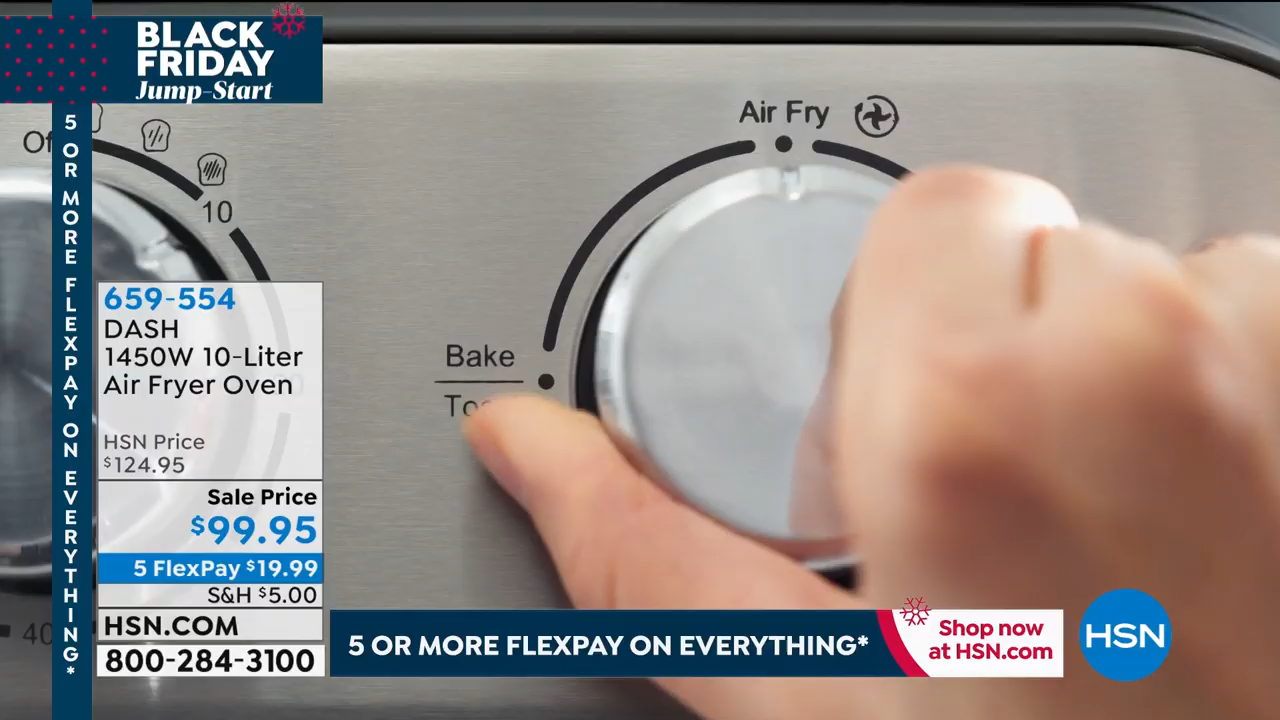 BLACK
FRIDAY
Jump-Start
5 OR MORE FLEXPAY ON EVERYTHING*
Air Fry
10
Bake
659-554
DASH
1450W 10-Liter
Air Fryer Oven
HSN Price
$124.95
Sale Price
$99.95
5 FlexPay $19.99
S&H $5.00
HSN.COM
800-284-3100
40
5 OR MORE FLEXPAY ON EVERYTHING*
Shop now
at HSN.com
HSN